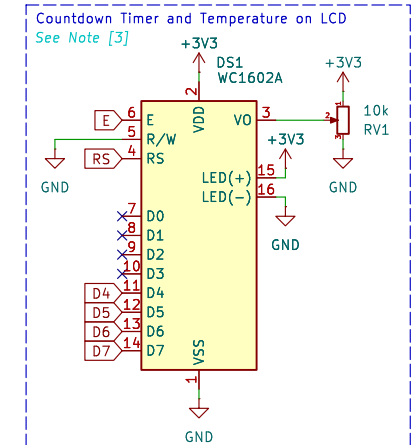 Countdown Timer and Temperature on LCD
See Note [3]
+3V3
DS1
WC1602A
+3V3
2
VDD
E
6
E
VO
3
2
1
3
10k
RV1
5
R/W
RS
4
RS
+3V3
LED(+)
15
LED(-)
16
GND
GND
GND
7
D0
8
D1
9
D2
10
D3
D4
11
D4
D5
12
D5
D6
13
D6
D7
14
D7
VSS
1
GND